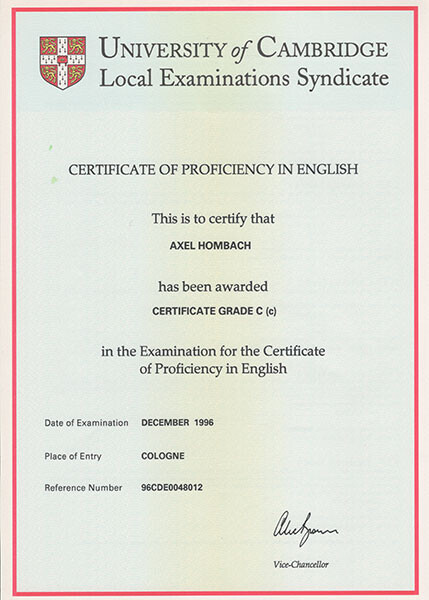 UNIVERSITY of CAMBRIDGE
Local Examinations Syndicate
CERTIFICATE OF PROFICIENCY IN ENGLISH
This is to certify that
AXEL HOMBACH
has been awarded
CERTIFICATE GRADE C (c)
in the Examination for the Certificate
of Proficiency in English
Date of Examination DECEMBER 1996
Place of Entry COLOGNE
Reference Number 96CDE0048012
Vice-Chancellor